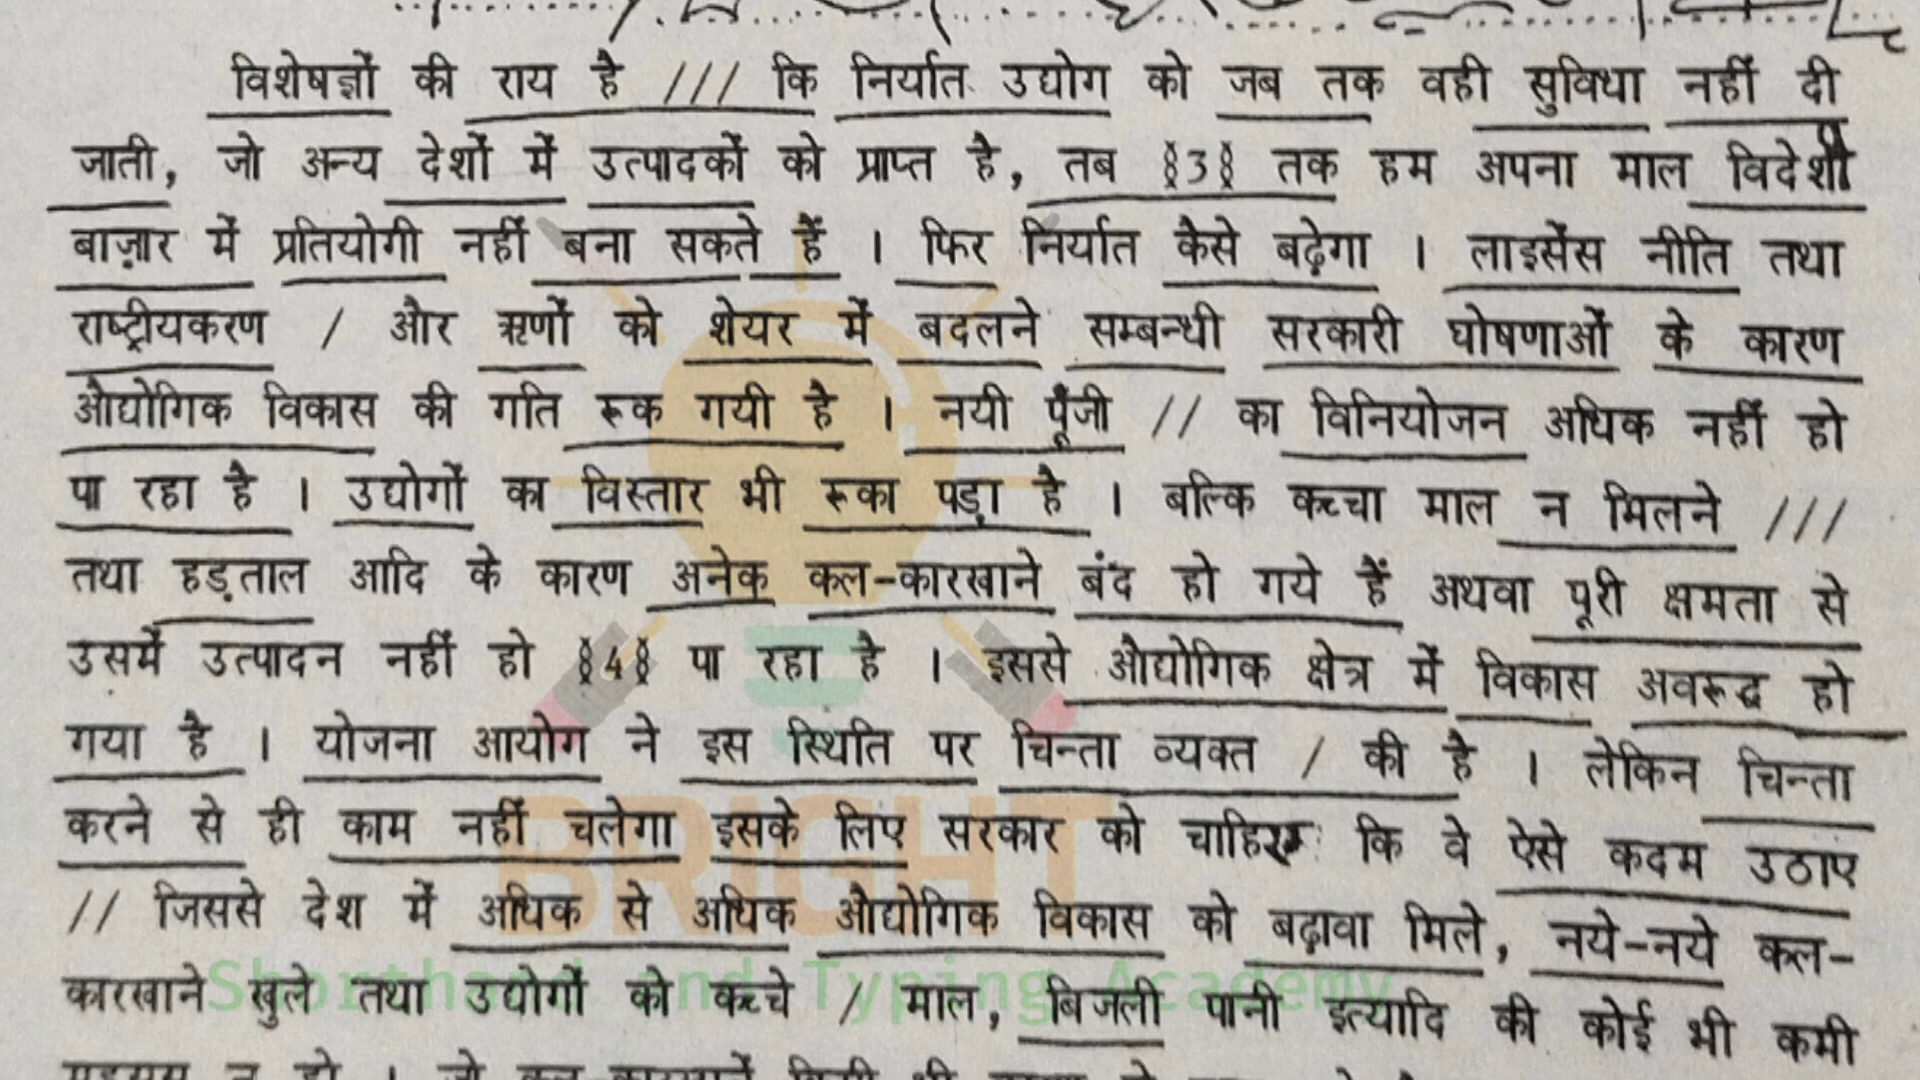 विशेषज्ञों की राय है /// कि निर्यात उद्योग को जब तक वही सुविधा नहीं दी
जाती, जो अन्य देशों में उत्पादकों को प्राप्त है, तब §3§ तक हम अपना माल विदेशी
बाज़ार में प्रतियोगी नहीं बना सकते हैं । फिर निर्यात कैसे बढ़ेगा । लाइसेंस नीति तथा
राष्ट्रीयकरण / और ऋणों को शेयर में बदलने सम्बन्धी सरकारी घोषणाओं के कारण
औद्योगिक विकास की गति रूक गयी है । नयी पूँजी // का विनियोजन अधिक नहीं हो
पा रहा है । उद्योगों का विस्तार भी रूका पड़ा है । बल्कि कच्चा माल न मिलने ///
तथा हड़ताल आदि के कारण अनेक कल-कारखाने बंद हो गये हैं अथवा पूरी क्षमता से
उसमें उत्पादन नहीं हो §4§ पा रहा है । इससे औद्योगिक क्षेत्र में विकास अवरूद्ध हो
गया है । योजना आयोग ने इस स्थिति पर चिन्ता व्यक्त / की है । लेकिन चिन्ता
करने से ही काम नहीं चलेगा इसके लिए सरकार को चाहिए कि वे ऐसे कदम उठाए
// जिससे देश में अधिक से अधिक औद्योगिक विकास को बढ़ावा मिले, नये-नये कल-
कारखाने खुले तथा उद्योगों को कच्चे / माल, बिजली पानी इत्यादि की कोई भी कमी
BRIGHT
Shorthand and Typing Academy